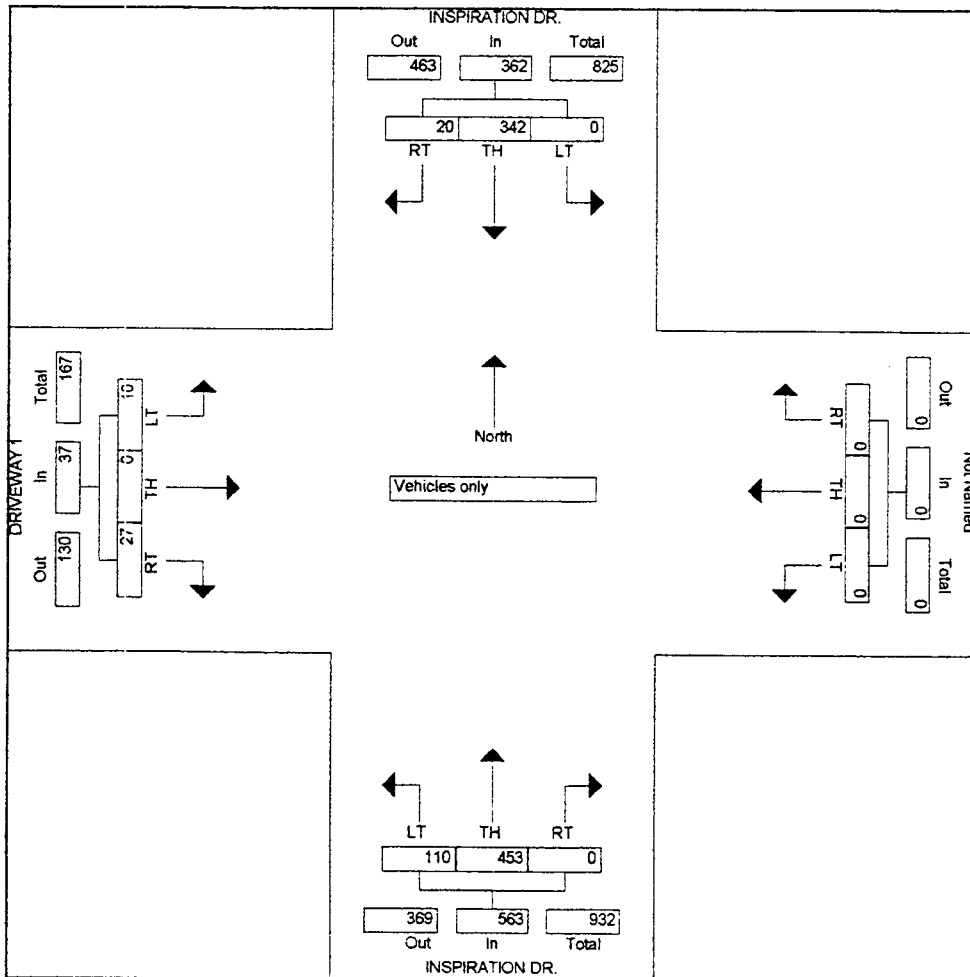 INSPIRATION DR.
Out In Total
463 362 825
20 342 0
RT TH LT
DRIVEWAY 1
Total In Out
167 37 130
10 0 27
LT TH RT
North
Vehicles only
RT TH LT
0 0 0
Out In Total
0 0 0
Not Named
LT TH RT
110 453 0
369 563 932
Out In Total
INSPIRATION DR.